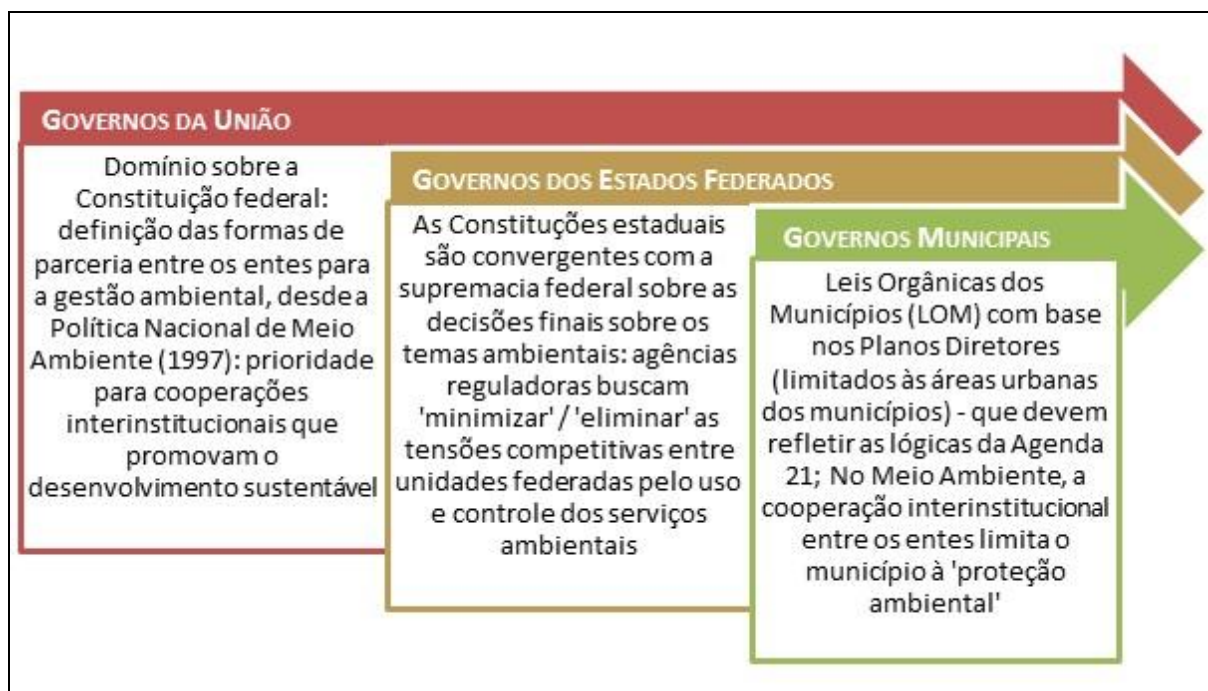 GOVERNOS DA UNIÃO
Domínio sobre a
Constituição federal:
definição das formas de
parceria entre os entes para
a gestão ambiental, desde a
Política Nacional de Meio
Ambiente (1997): prioridade
para cooperações
interinstitucionais que
promovam o
desenvolvimento sustentável
GOVERNOS DOS ESTADOS FEDERADOS
As Constituções estaduais
são convergentes com a
supremacia federal sobre as
decisões finais sobre os
temas ambientais: agências
reguladoras buscam
'minimizar' / 'eliminar' as
tensões competitivas entre
unidades federadas pelo uso
e controle dos serviços
ambientais
GOVERNOS MUNICIPAIS
Leis Orgânicas dos
Municípios (LOM) com base
nos Planos Diretores
(limitados às áreas urbanas
dos municípios) - que devem
refletir as lógicas da Agenda
21; No Meio Ambiente, a
cooperação interinstitucional
entre os entes limita o
município à 'proteção
ambiental'